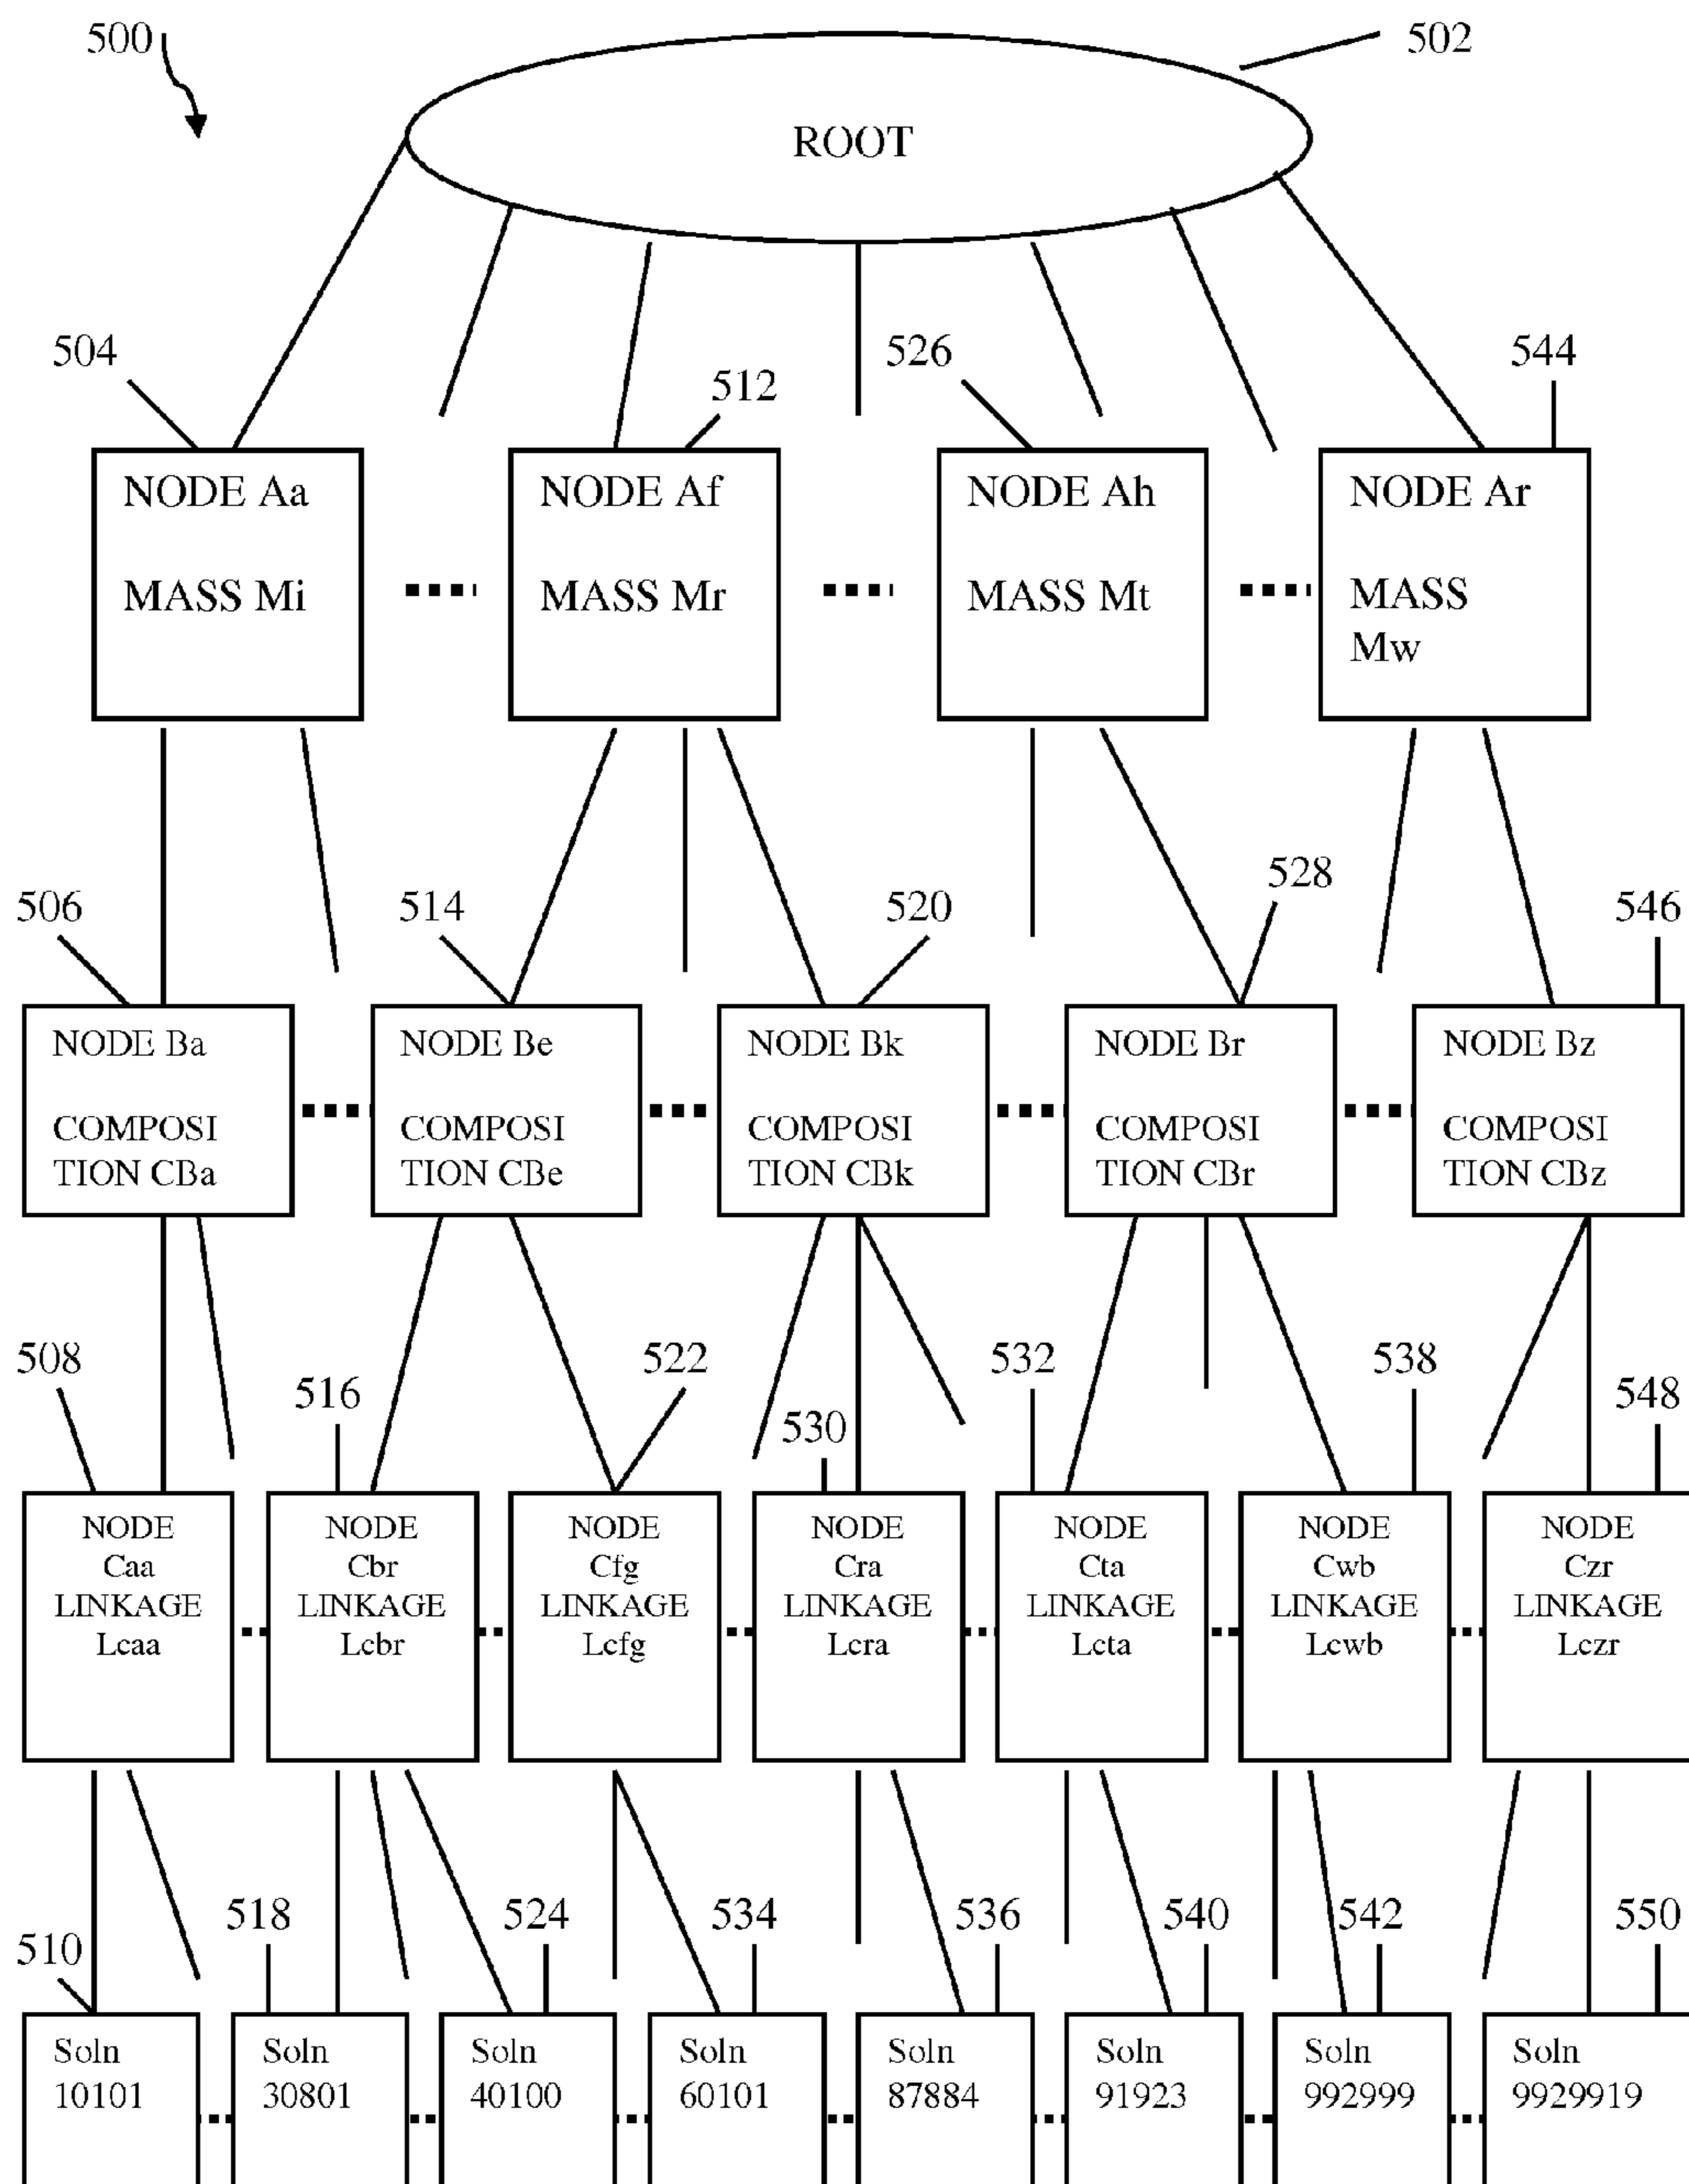 500
502
ROOT
504
512
526
544
NODE Aa
MASS Mi
NODE Af
MASS Mr
NODE Ah
MASS Mt
NODE Ar
MASS
Mw
506
514
520
528
546
NODE Ba
COMPOSI
TION CBa
NODE Be
COMPOSI
TION CBe
NODE Bk
COMPOSI
TION CBk
NODE Br
COMPOSI
TION CBr
NODE Bz
COMPOSI
TION CBz
508
516
522
530
532
538
548
NODE
Caa
LINKAGE
Lcaa
NODE
Cbr
LINKAGE
Lcbr
NODE
Cfg
LINKAGE
Lcfg
NODE
Cra
LINKAGE
Lcra
NODE
Cta
LINKAGE
Lcta
NODE
Cwb
LINKAGE
Lcwb
NODE
Czr
LINKAGE
Lczr
510
518
524
534
536
540
542
550
Soln
10101
Soln
30801
Soln
40100
Soln
60101
Soln
87884
Soln
91923
Soln
992999
Soln
9929919